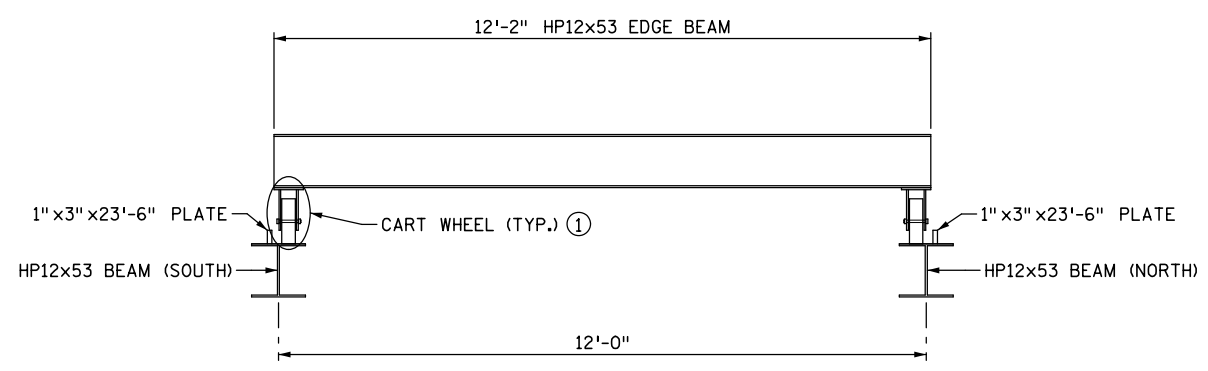 12'-2" HP12x53 EDGE BEAM
1"x3"x23'-6" PLATE
CART WHEEL (TYP.) 1
1"x3"x23'-6" PLATE
HP12x53 BEAM (SOUTH)
HP12x53 BEAM (NORTH)
12'-0"